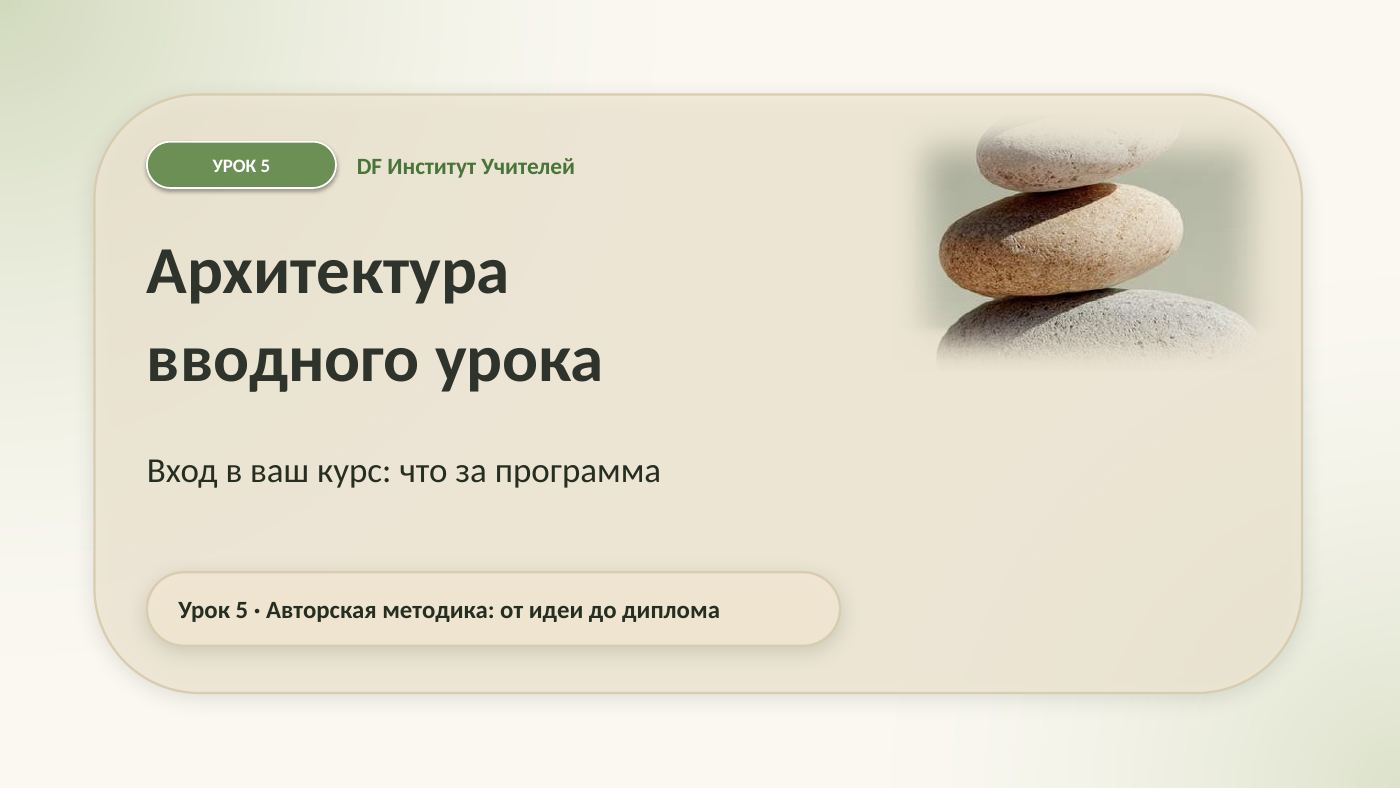 УРОК 5
DF Институт Учителей
Архитектура
вводного урока
Вход в ваш курс: что за программа
Урок 5 · Авторская методика: от идеи до диплома